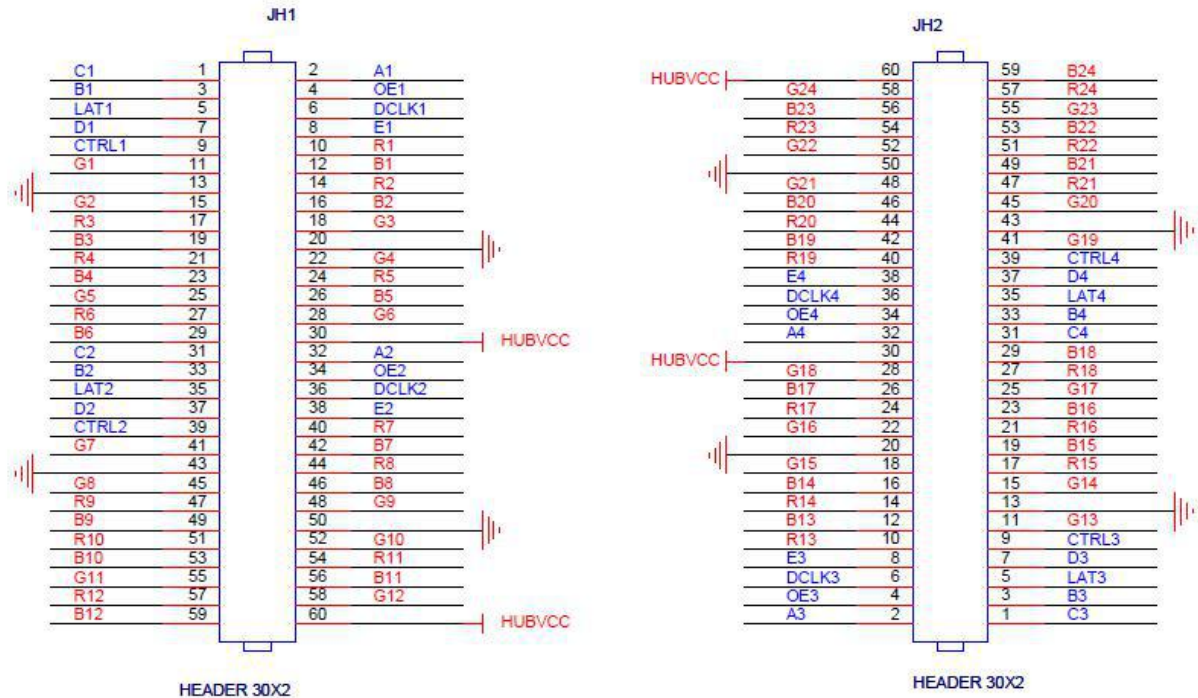 JH1
C1 1 2 A1
B1 3 4 OE1
LAT1 5 6 DCLK1
D1 7 8 E1
CTRL1 9 10 R1
G1 11 12 B1
13 14 R2
G2 15 16 B2
R3 17 18 G3
B3 19 20
R4 21 22 G4
B4 23 24 R5
G5 25 26 B5
R6 27 28 G6
B6 29 30 HUBVCC
C2 31 32 A2
B2 33 34 OE2
LAT2 35 36 DCLK2
D2 37 38 E2
CTRL2 39 40 R7
G7 41 42 B7
43 44 R8
G8 45 46 B8
R9 47 48 G9
B9 49 50
R10 51 52 G10
B10 53 54 R11
G11 55 56 B11
R12 57 58 G12
B12 59 60 HUBVCC
HEADER 30X2
JH2
HUBVCC 60 59 B24
G24 58 57 R24
B23 56 55 G23
R23 54 53 B22
G22 52 51 R22
50 49 B21
G21 48 47 R21
B20 46 45 G20
R20 44 43
B19 42 41 G19
R19 40 39 CTRL4
E4 38 37 D4
DCLK4 36 35 LAT4
OE4 34 33 B4
A4 32 31 C4
HUBVCC 30 29 B18
G18 28 27 R18
B17 26 25 G17
R17 24 23 B16
G16 22 21 R16
20 19 B15
G15 18 17 R15
B14 16 15 G14
R14 14 13
B13 12 11 G13
R13 10 9 CTRL3
E3 8 7 D3
DCLK3 6 5 LAT3
OE3 4 3 B3
A3 2 1 C3
HEADER 30X2